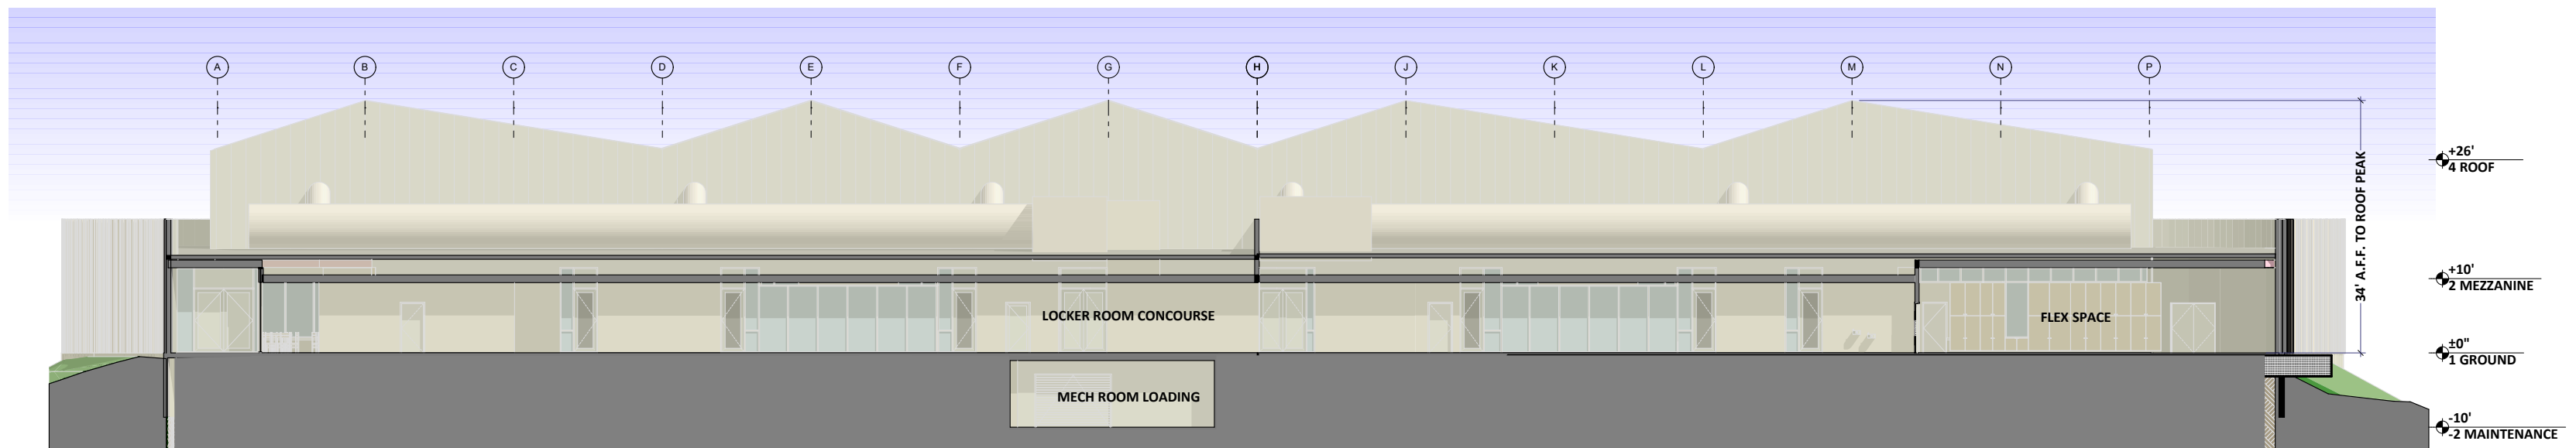 A B C D E F G H J K L M N P
+26'
4 ROOF
34' A.F.F. TO ROOF PEAK
+10'
2 MEZZANINE
LOCKER ROOM CONCOURSE
FLEX SPACE
±0"
1 GROUND
MECH ROOM LOADING
-10'
-2 MAINTENANCE